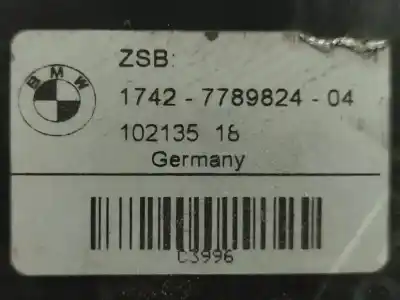 BMW
ZSB:
1742 - 7789824 - 04
102135 18
Germany
C3996